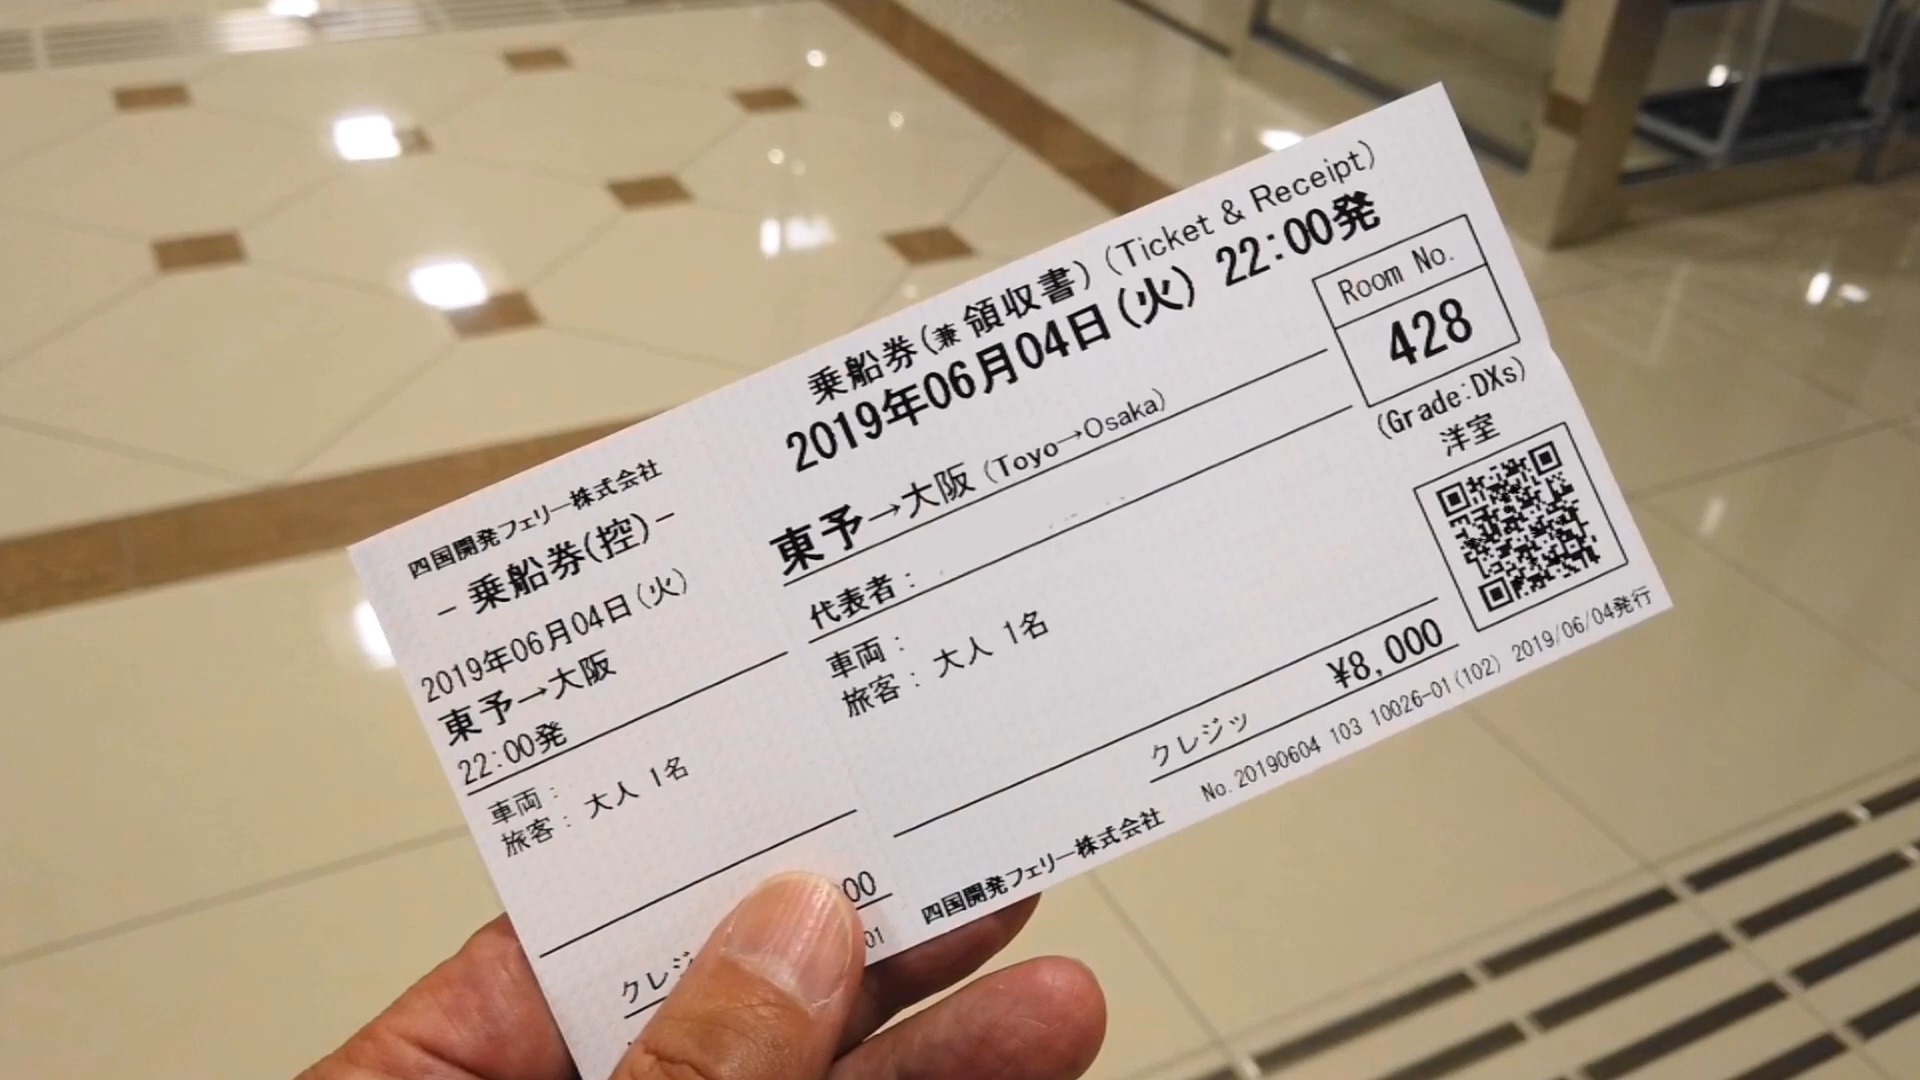 四国開発フェリー株式会社
- 乗船券(控) -
2019年06月04日(火)
東予→大阪
22:00発
車両:
旅客: 大人 1名
00
クレジ
01
乗船券(兼 領収書) (Ticket & Receipt)
2019年06月04日(火) 22:00発
東予→大阪 (Toyo→Osaka)
代表者:
車両:
旅客: 大人 1名
¥8,000
クレジッ
No. 20190604 103 10026-01(102) 2019/06/04発行
四国開発フェリー株式会社
Room No.
428
(Grade:DXs)
洋室